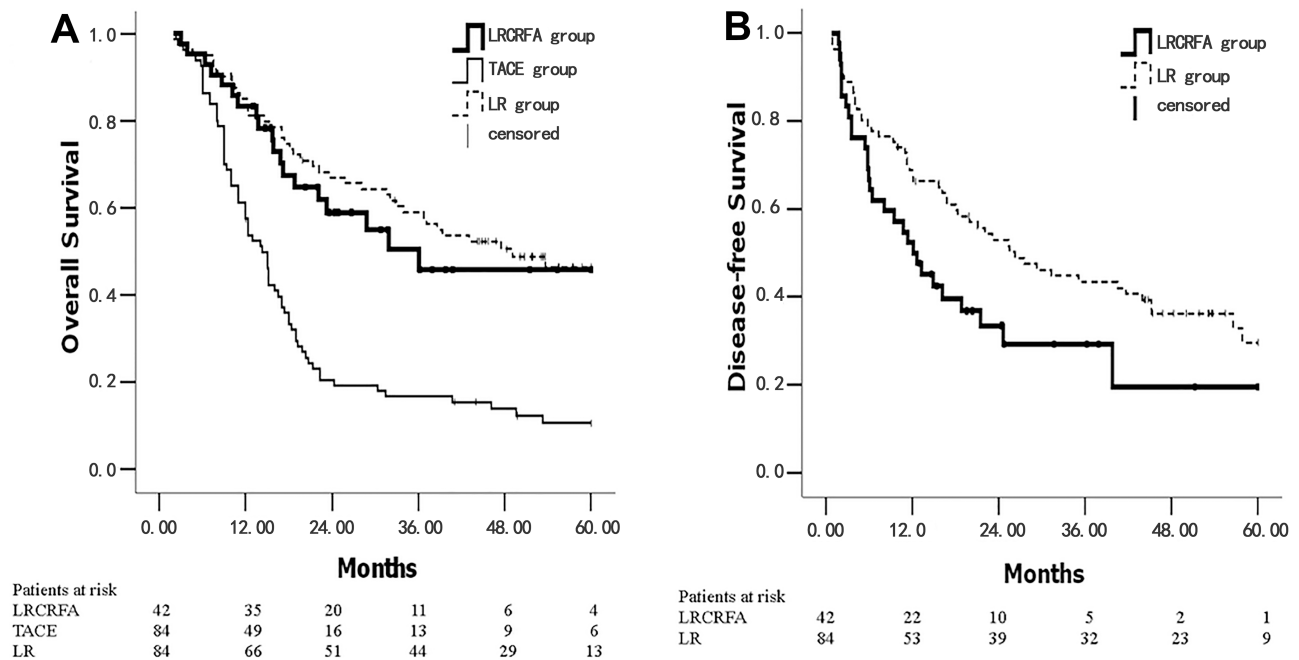 A
LRCRFA group
TACE group
LR group
censored
Overall Survival
1.0
0.8
0.6
0.4
0.2
0.0
0.00 12.00 24.00 36.00 48.00 60.00
Months
Patients at risk
LRCRFA 42 35 20 11 6 4
TACE 84 49 16 13 9 6
LR 84 66 51 44 29 13
B
LRCRFA group
LR group
censored
Disease-free Survival
1.0
0.8
0.6
0.4
0.2
0.0
0.00 12.0 24.00 36.00 48.00 60.00
Months
Patients at risk
LRCRFA 42 22 10 5 2 1
LR 84 53 39 32 23 9